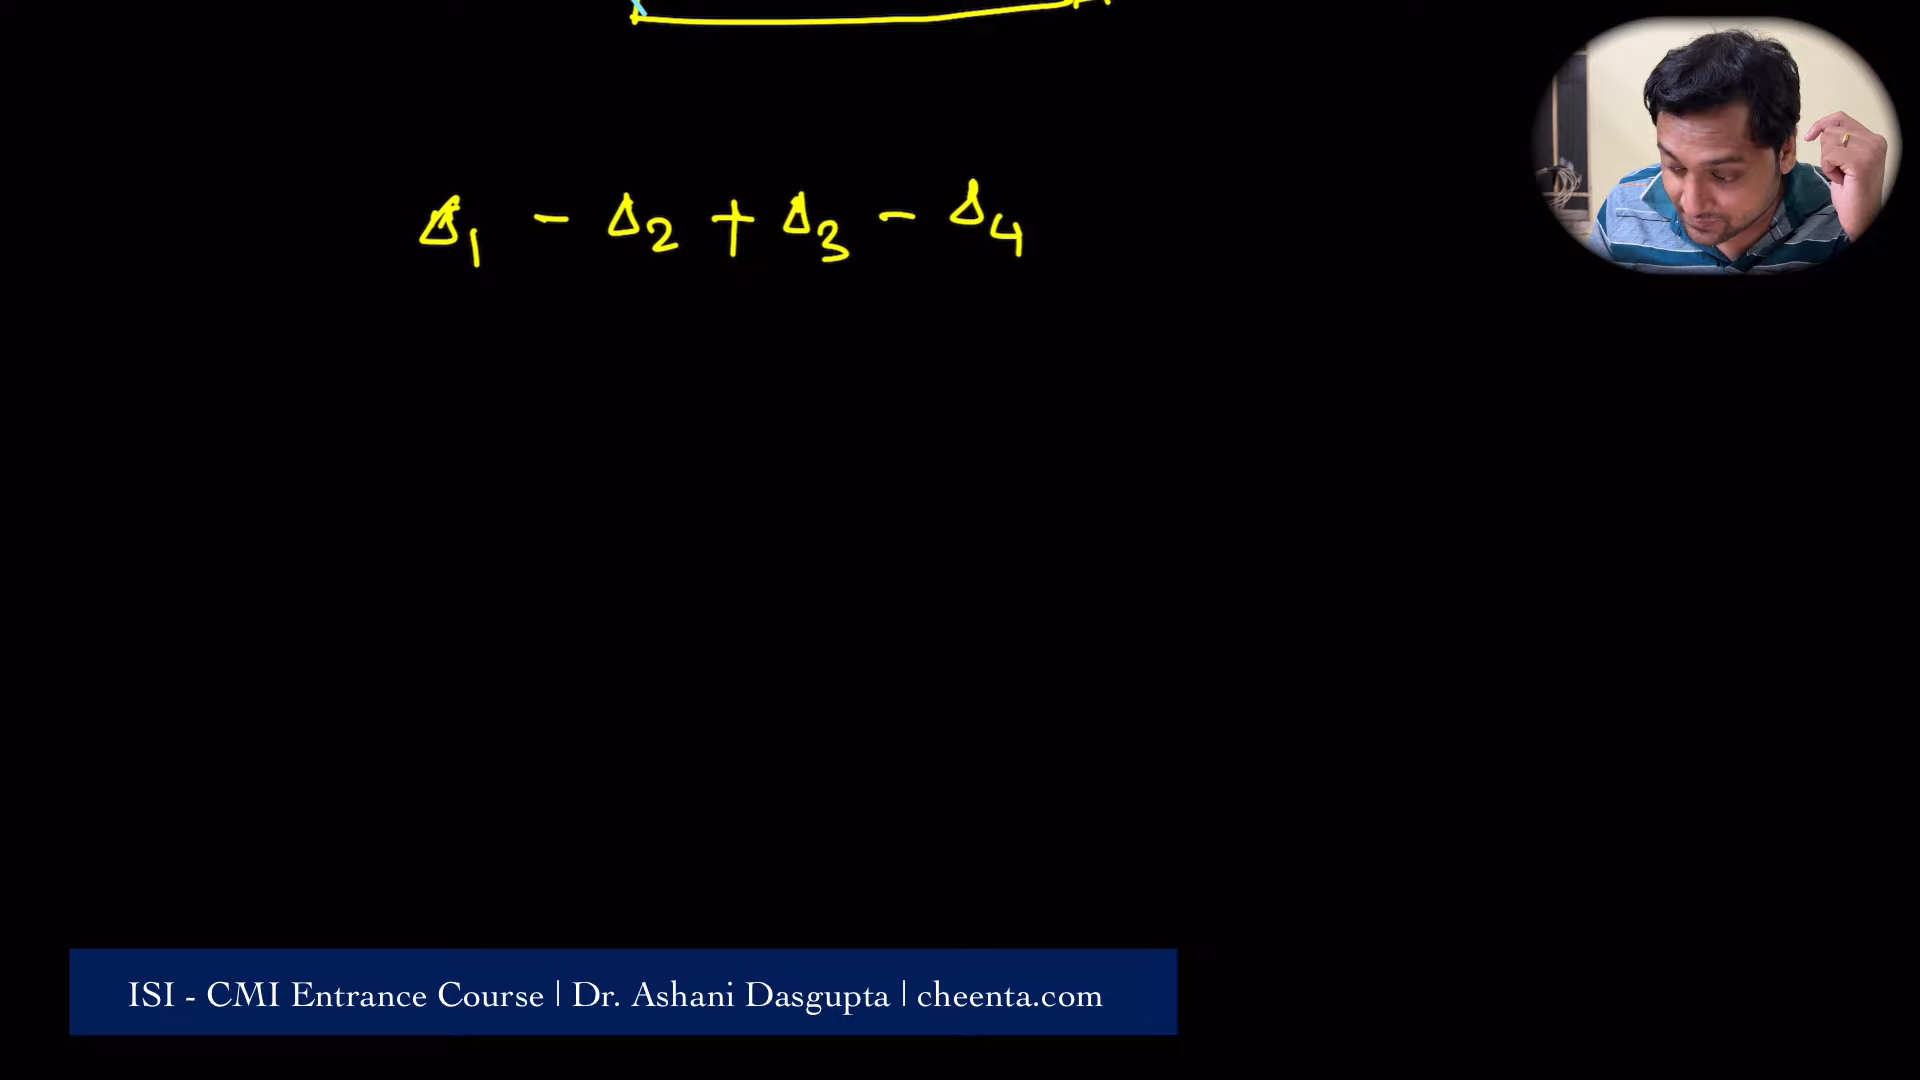 Δ₁ - Δ₂ + Δ₃ - Δ₄
ISI - CMI Entrance Course | Dr. Ashani Dasgupta | cheenta.com